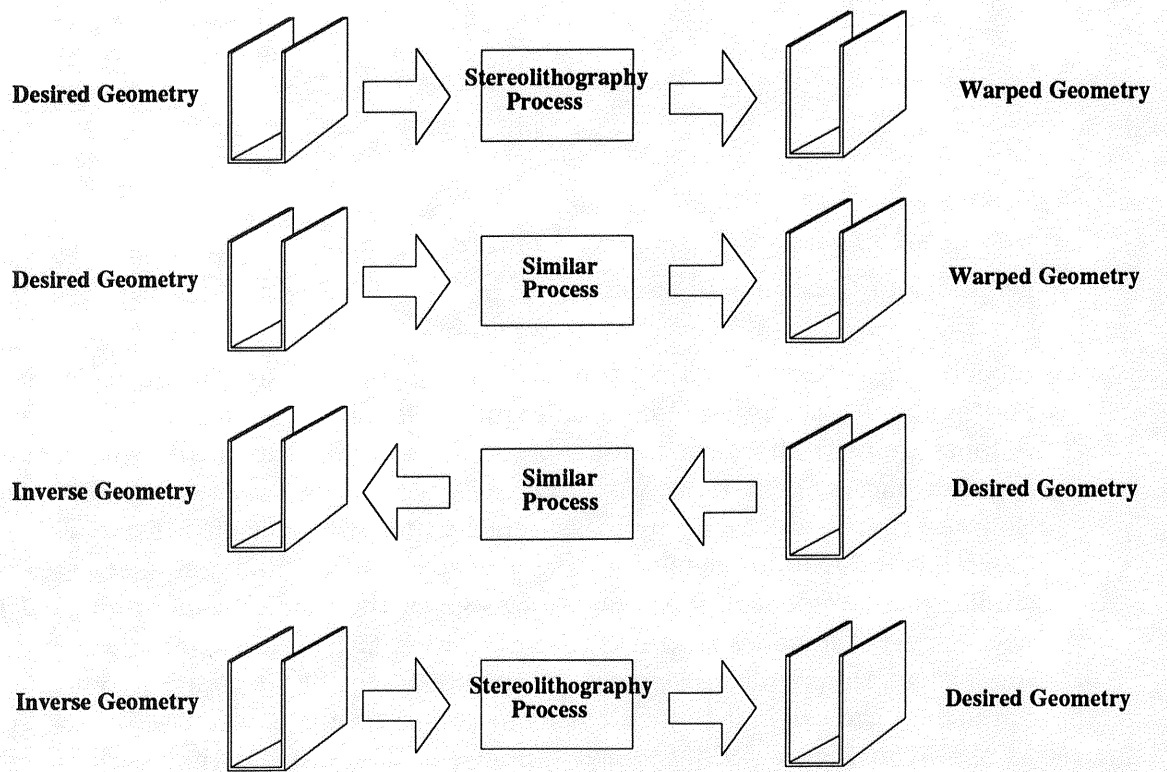 Desired Geometry
Stereolithography
Process
Warped Geometry
Desired Geometry
Similar
Process
Warped Geometry
Inverse Geometry
Similar
Process
Desired Geometry
Inverse Geometry
Stereolithography
Process
Desired Geometry